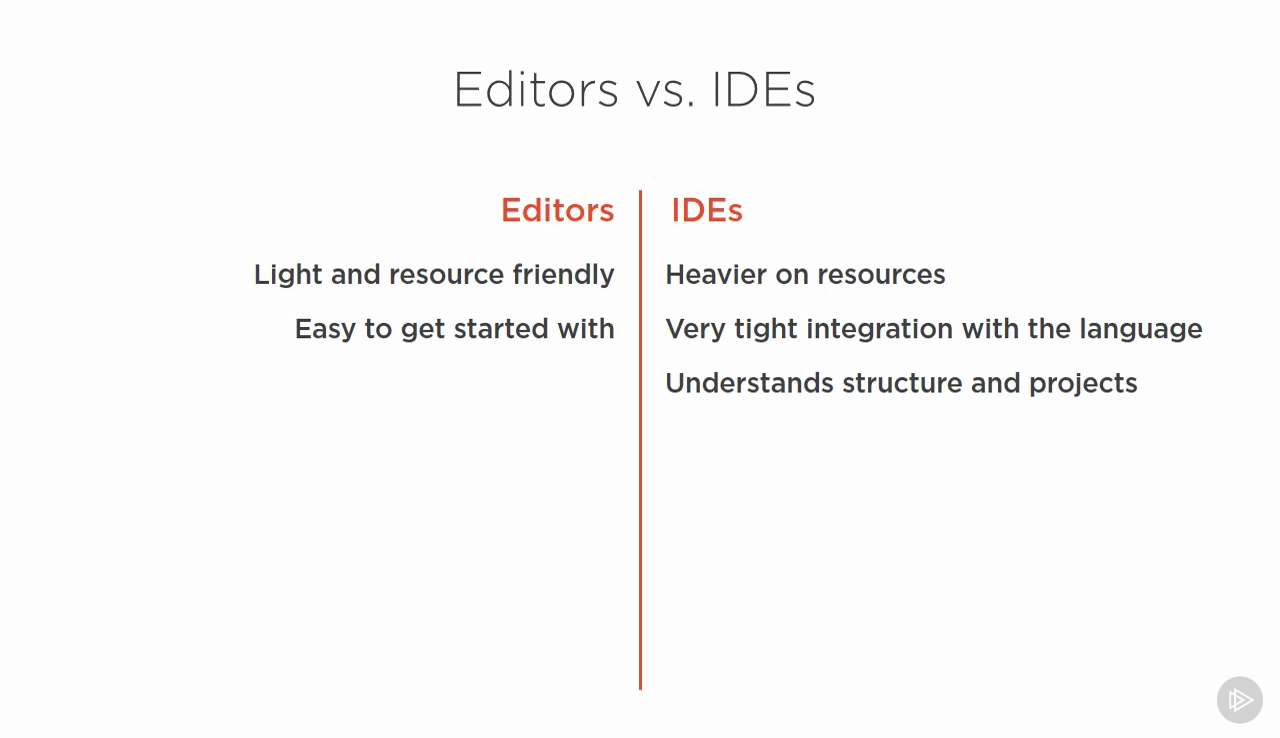 Editors vs. IDEs
Editors
Light and resource friendly
Easy to get started with
IDEs
Heavier on resources
Very tight integration with the language
Understands structure and projects